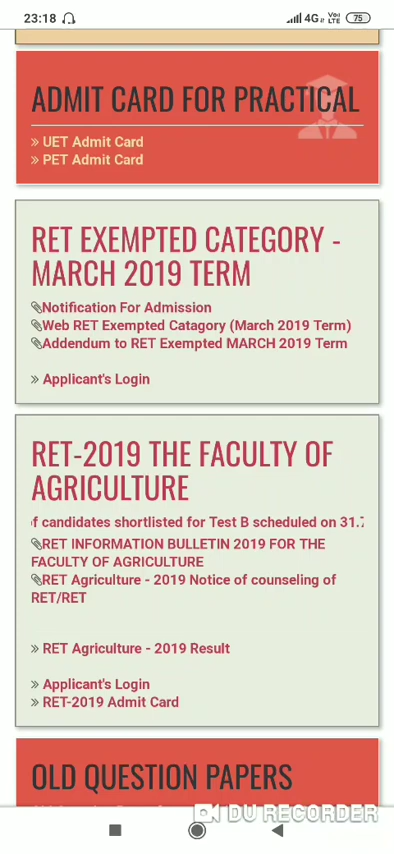 23:18 4G VoLTE 75
ADMIT CARD FOR PRACTICAL
» UET Admit Card
» PET Admit Card
RET EXEMPTED CATEGORY -
MARCH 2019 TERM
Notification For Admission
Web RET Exempted Catagory (March 2019 Term)
Addendum to RET Exempted MARCH 2019 Term
» Applicant's Login
RET-2019 THE FACULTY OF
AGRICULTURE
of candidates shortlisted for Test B scheduled on 31.
RET INFORMATION BULLETIN 2019 FOR THE
FACULTY OF AGRICULTURE
RET Agriculture - 2019 Notice of counseling of
RET/RET
» RET Agriculture - 2019 Result
» Applicant's Login
» RET-2019 Admit Card
OLD QUESTION PAPERS
DU RECORDER